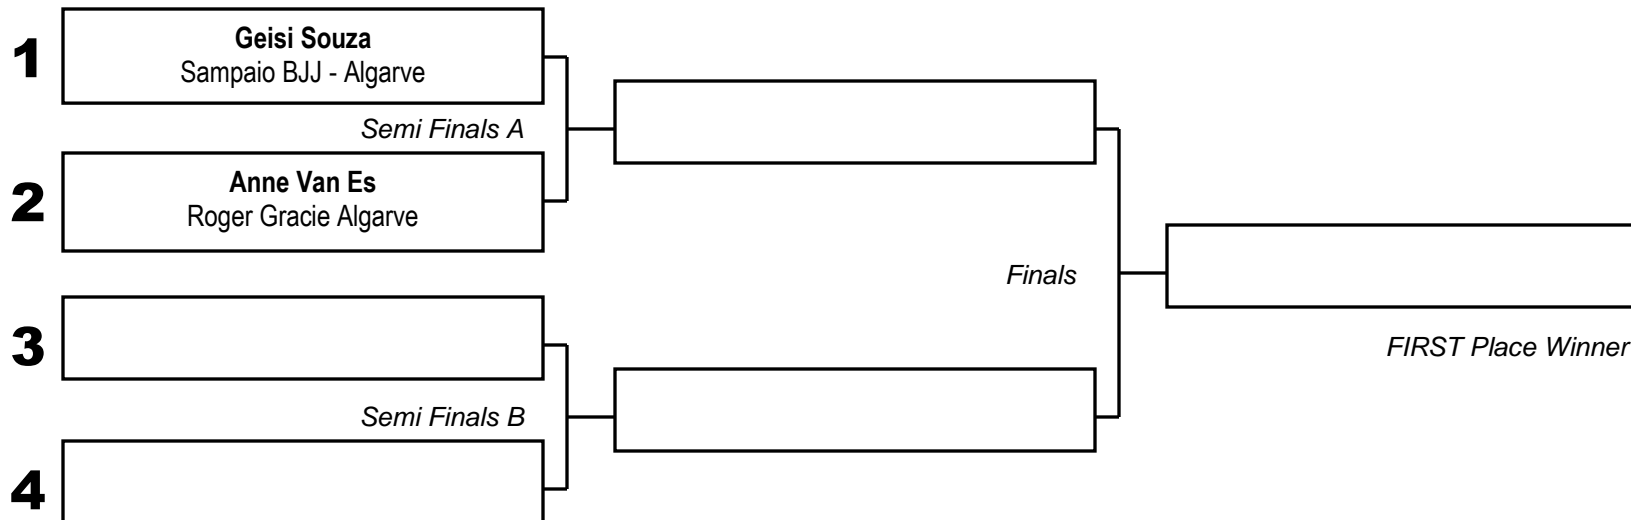 1
Geisi Souza
Sampaio BJJ - Algarve
Semi Finals A
2
Anne Van Es
Roger Gracie Algarve
Finals
3
FIRST Place Winner
Semi Finals B
4